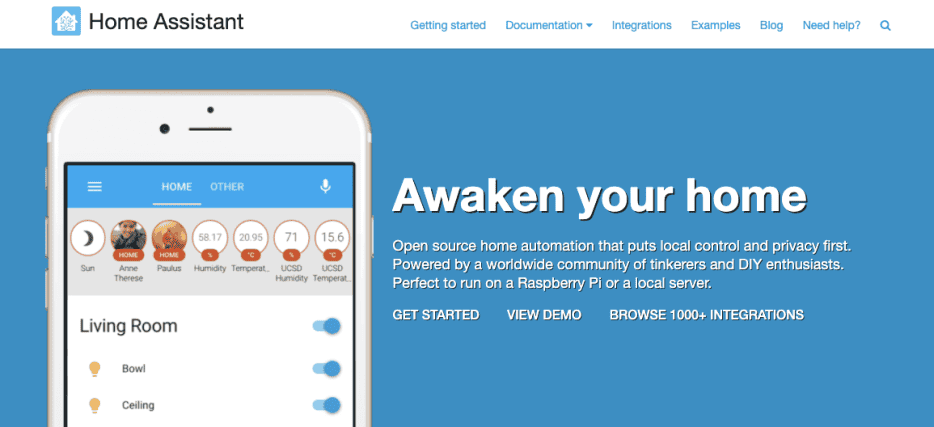 Home Assistant
Getting started Documentation Integrations Examples Blog Need help?
HOME OTHER
58.17 20.95 71 15.6
HOME HOME % °C % °C
Sun Anne Therese Paulus Humidity Temperat... UCSD Humidity UCSD Temperat...
Living Room
Bowl
Ceiling
Awaken your home
Open source home automation that puts local control and privacy first.
Powered by a worldwide community of tinkerers and DIY enthusiasts.
Perfect to run on a Raspberry Pi or a local server.
GET STARTED VIEW DEMO BROWSE 1000+ INTEGRATIONS